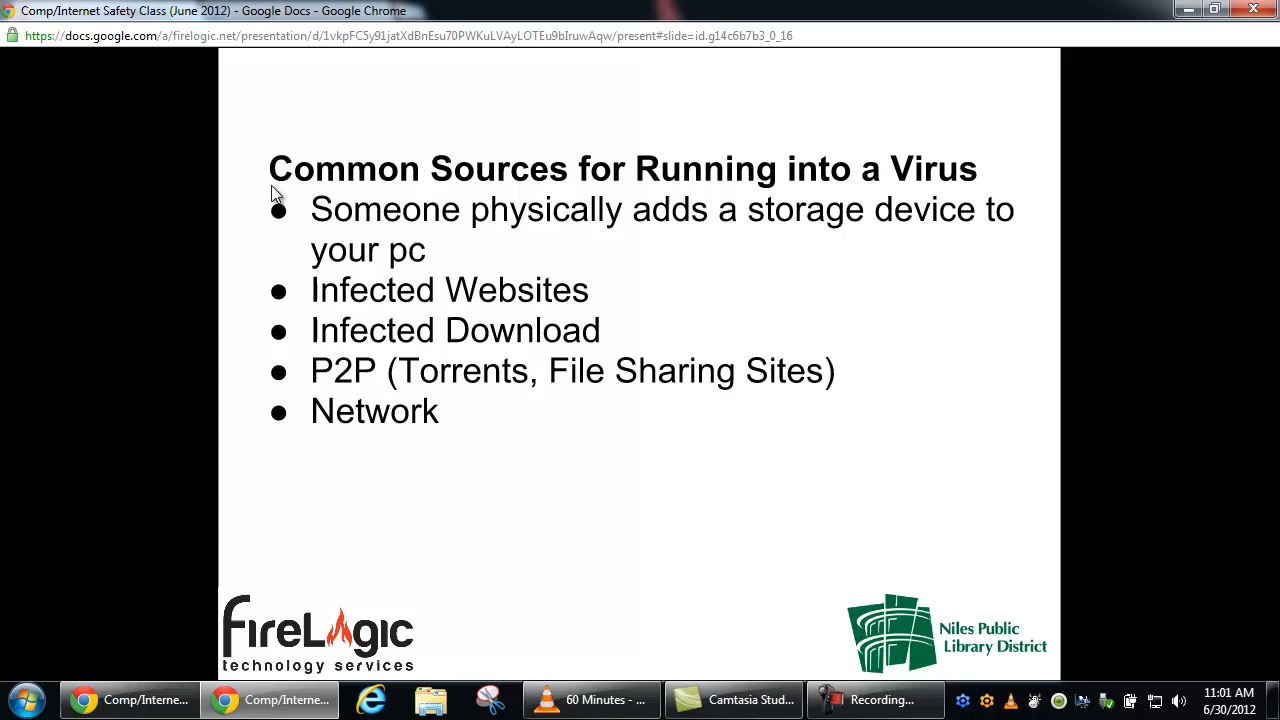 Comp/Internet Safety Class (June 2012) - Google Docs - Google Chrome
https://docs.google.com/a/firelogic.net/presentation/d/1vkpFC5y91jatXdBnEsu70PWKuLVAyLOTEu9bIruwAqw/present#slide=id.g14c6b7b3_0_16
Common Sources for Running into a Virus
● Someone physically adds a storage device to
your pc
● Infected Websites
● Infected Download
● P2P (Torrents, File Sharing Sites)
● Network
FireLogic
technology services
Niles Public
Library District
Comp/Interne...
Comp/Interne...
60 Minutes - ...
Camtasia Stud...
Recording...
11:01 AM
6/30/2012